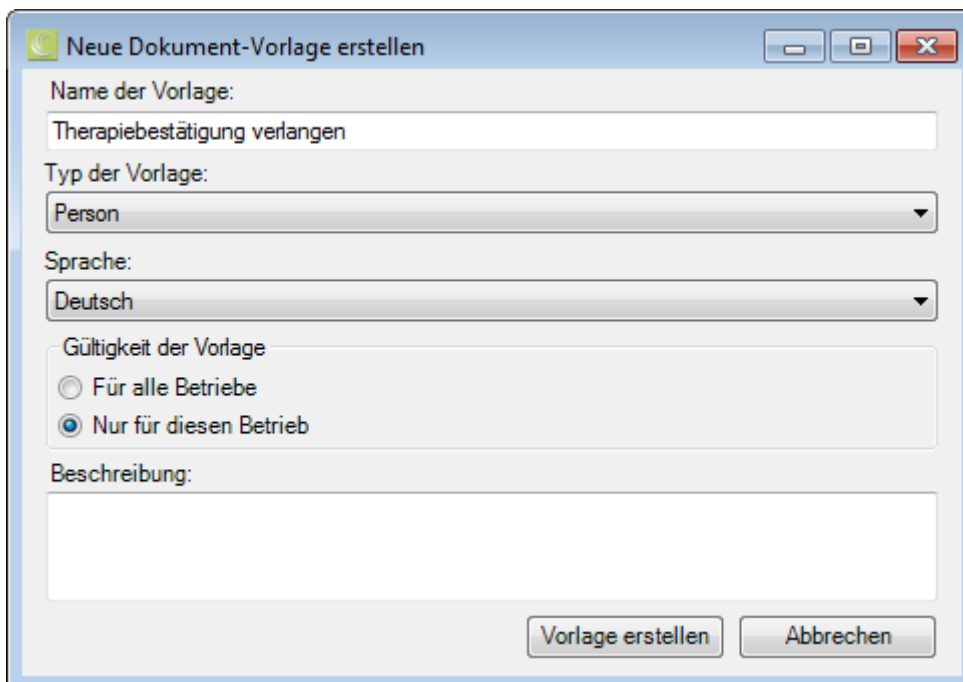 Neue Dokument-Vorlage erstellen
Name der Vorlage:
Therapiebestätigung verlangen
Typ der Vorlage:
Person
Sprache:
Deutsch
Gültigkeit der Vorlage
Für alle Betriebe
Nur für diesen Betrieb
Beschreibung:
Vorlage erstellen Abbrechen